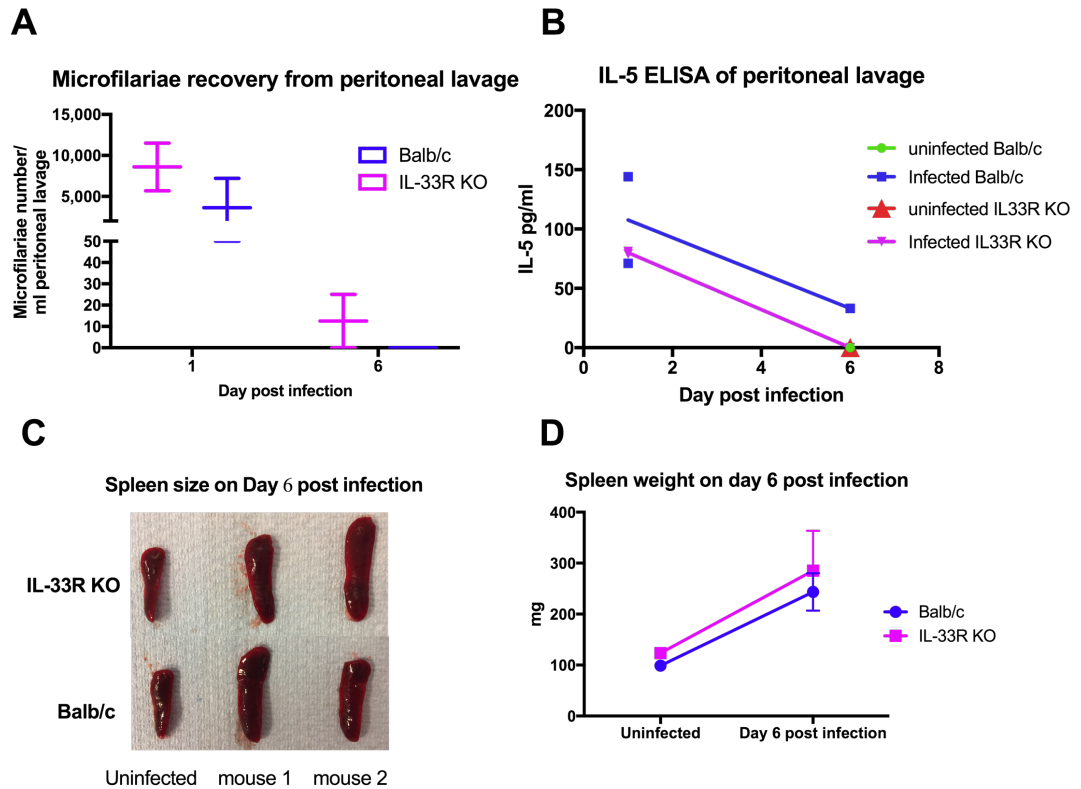 A
Microfilariae recovery from peritoneal lavage
Microfilariae number/
ml peritoneal lavage
15,000
10,000
5,000
50
40
30
20
10
0
1
6
Day post infection
Balb/c
IL-33R KO
B
IL-5 ELISA of peritoneal lavage
IL-5 pg/ml
200
150
100
50
0
0
2
4
6
8
Day post infection
uninfected Balb/c
Infected Balb/c
uninfected IL33R KO
Infected IL33R KO
C
Spleen size on Day 6 post infection
IL-33R KO
Balb/c
Uninfected
mouse 1
mouse 2
D
Spleen weight on day 6 post infection
mg
400
300
200
100
0
Uninfected
Day 6 post infection
Balb/c
IL-33R KO